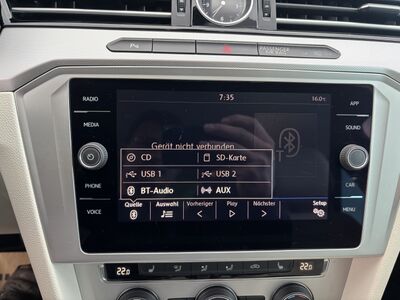 PASSENGER
7:35
16.0°C
RADIO
MEDIA
PHONE
VOICE
APP
SOUND
CAR
MENU
Gerät nicht verbunden
CD
SD-Karte
USB 1
USB 2
BT-Audio
AUX
Quelle
Auswahl
Vorheriger
Play
Nächster
Setup
22.0
22.0